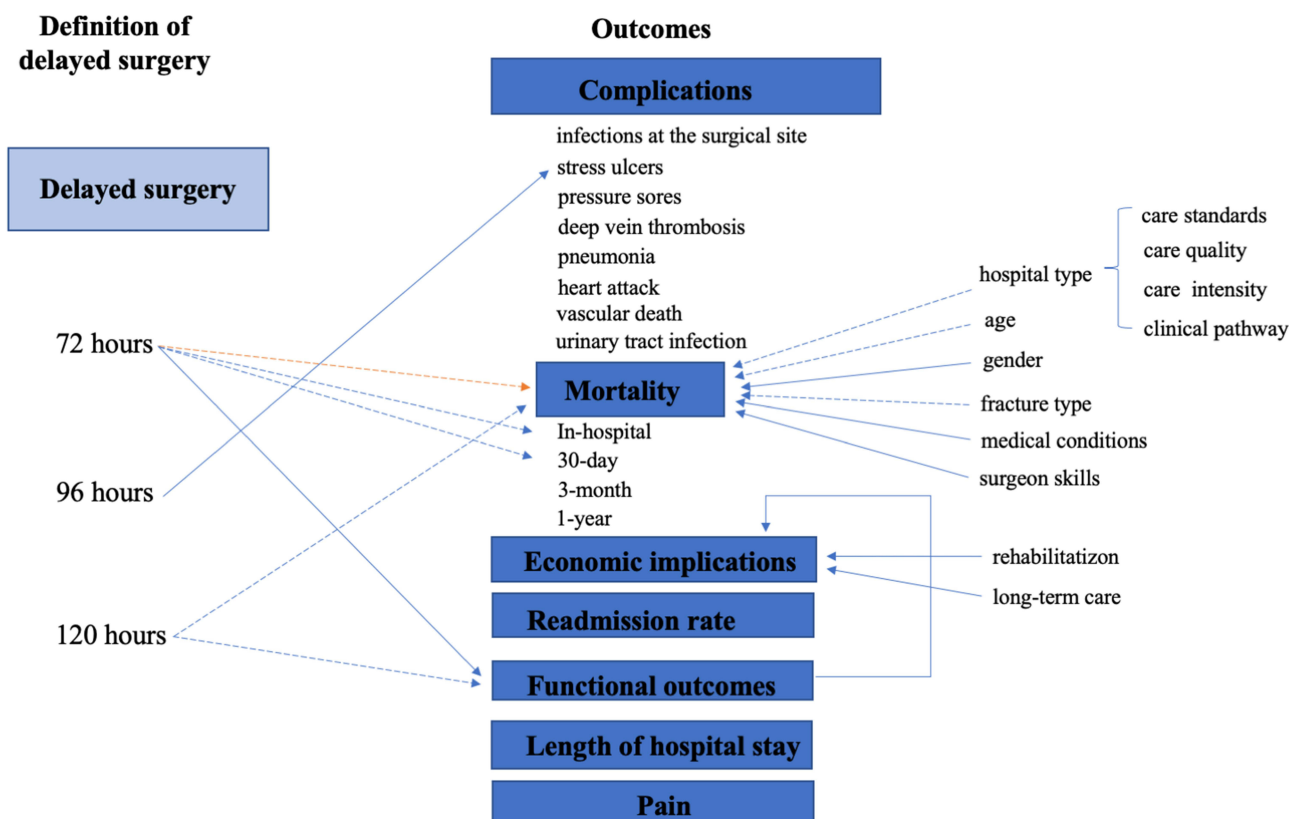 Definition of
delayed surgery
Delayed surgery
72 hours
96 hours
120 hours
Outcomes
Complications
infections at the surgical site
stress ulcers
pressure sores
deep vein thrombosis
pneumonia
heart attack
vascular death
urinary tract infection
Mortality
In-hospital
30-day
3-month
1-year
Economic implications
Readmission rate
Functional outcomes
Length of hospital stay
Pain
hospital type
age
gender
fracture type
medical conditions
surgeon skills
rehabilitatizon
long-term care
care standards
care quality
care intensity
clinical pathway